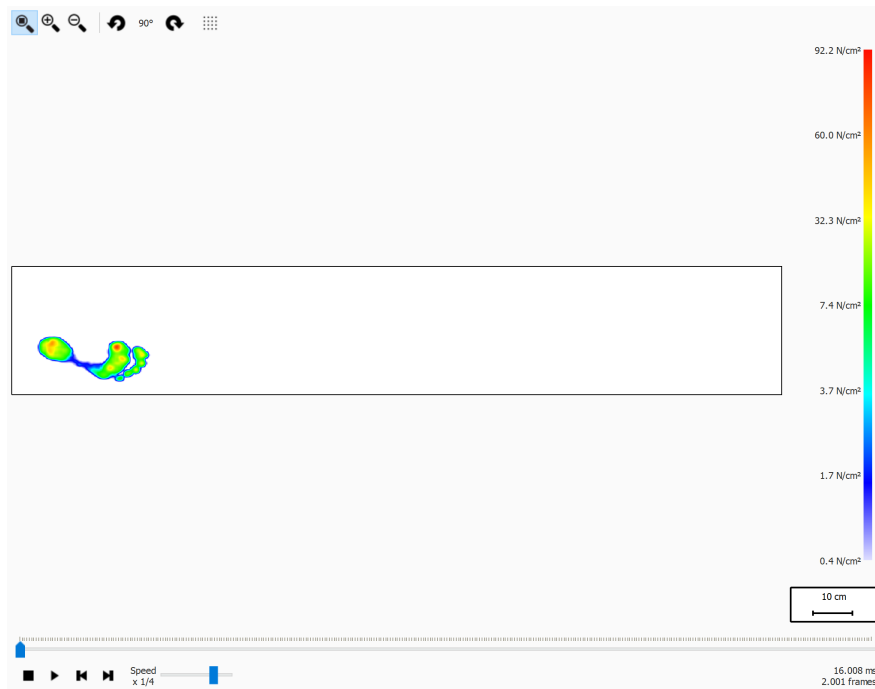 90°
92.2 N/cm²
60.0 N/cm²
32.3 N/cm²
7.4 N/cm²
3.7 N/cm²
1.7 N/cm²
0.4 N/cm²
10 cm
Speed
x 1/4
16.008 ms
2.001 frames